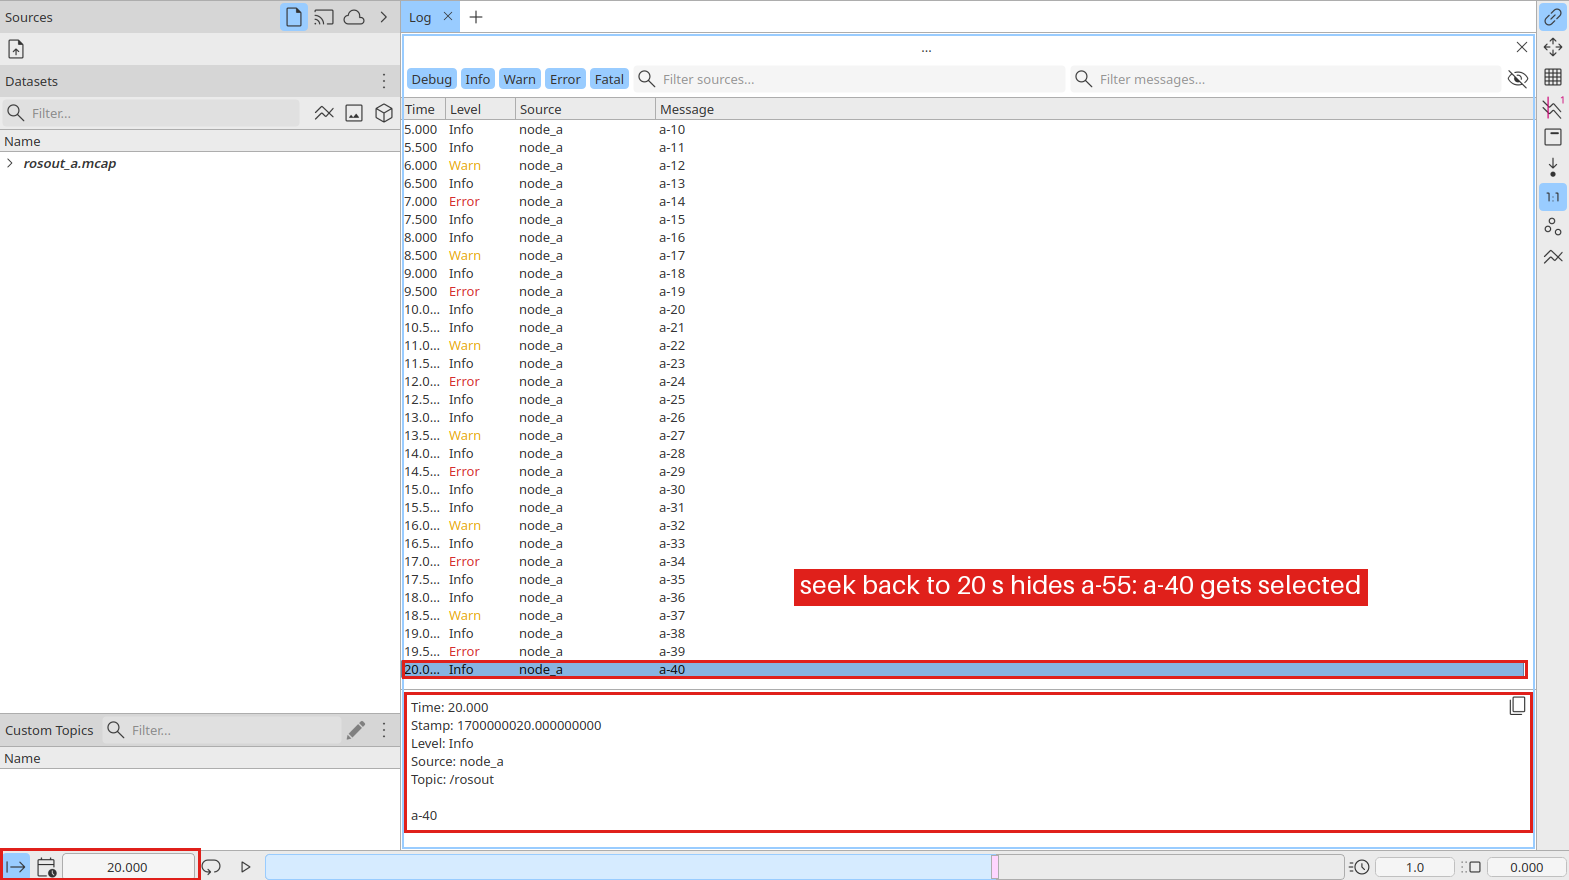 Sources
Datasets
Filter...
Name
rosout_a.mcap
Custom Topics
Filter...
Name
Log
...
Debug Info Warn Error Fatal Filter sources... Filter messages...
Time Level Source Message
5.000 Info node_a a-10
5.500 Info node_a a-11
6.000 Warn node_a a-12
6.500 Info node_a a-13
7.000 Error node_a a-14
7.500 Info node_a a-15
8.000 Info node_a a-16
8.500 Warn node_a a-17
9.000 Info node_a a-18
9.500 Error node_a a-19
10.0... Info node_a a-20
10.5... Info node_a a-21
11.0... Warn node_a a-22
11.5... Info node_a a-23
12.0... Error node_a a-24
12.5... Info node_a a-25
13.0... Info node_a a-26
13.5... Warn node_a a-27
14.0... Info node_a a-28
14.5... Error node_a a-29
15.0... Info node_a a-30
15.5... Info node_a a-31
16.0... Warn node_a a-32
16.5... Info node_a a-33
17.0... Error node_a a-34
17.5... Info node_a a-35
18.0... Info node_a a-36
18.5... Warn node_a a-37
19.0... Info node_a a-38
19.5... Error node_a a-39
20.0... Info node_a a-40
seek back to 20 s hides a-55: a-40 gets selected
Time: 20.000
Stamp: 1700000020.000000000
Level: Info
Source: node_a
Topic: /rosout
a-40
1
1:1
20.000
1.0
0.000